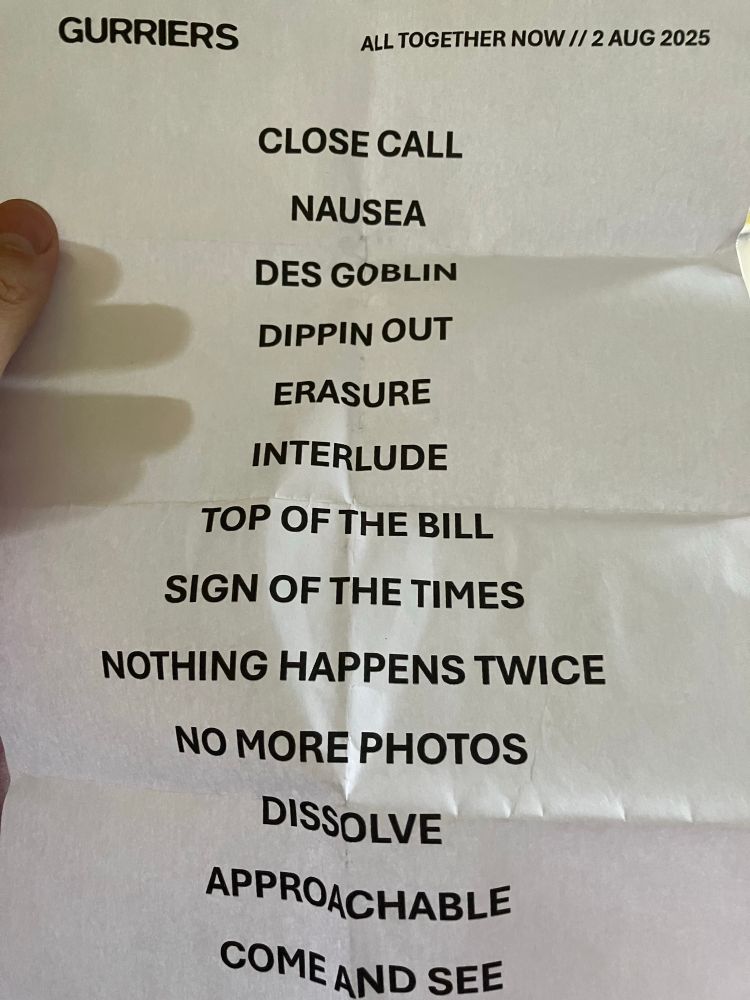 GURRIERS
ALL TOGETHER NOW // 2 AUG 2025
CLOSE CALL
NAUSEA
DES GOBLIN
DIPPIN OUT
ERASURE
INTERLUDE
TOP OF THE BILL
SIGN OF THE TIMES
NOTHING HAPPENS TWICE
NO MORE PHOTOS
DISSOLVE
APPROACHABLE
COME AND SEE